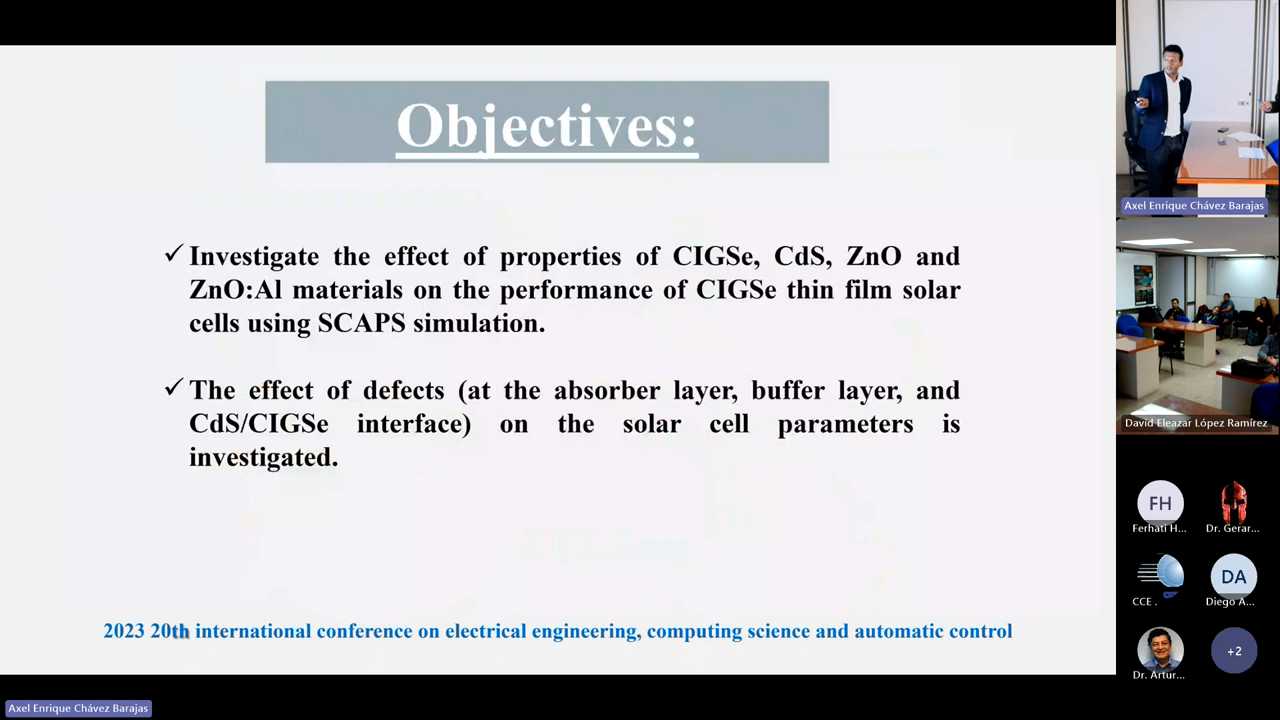 Objectives:
✓ Investigate the effect of properties of CIGSe, CdS, ZnO and
ZnO:Al materials on the performance of CIGSe thin film solar
cells using SCAPS simulation.
✓ The effect of defects (at the absorber layer, buffer layer, and
CdS/CIGSe interface) on the solar cell parameters is
investigated.
2023 20th international conference on electrical engineering, computing science and automatic control
Axel Enrique Chávez Barajas
Axel Enrique Chávez Barajas
David Eleazar López Ramírez
FH
Ferhati H...
Dr. Gerar...
CCE .
DA
Diego A...
Dr. Artur...
+2